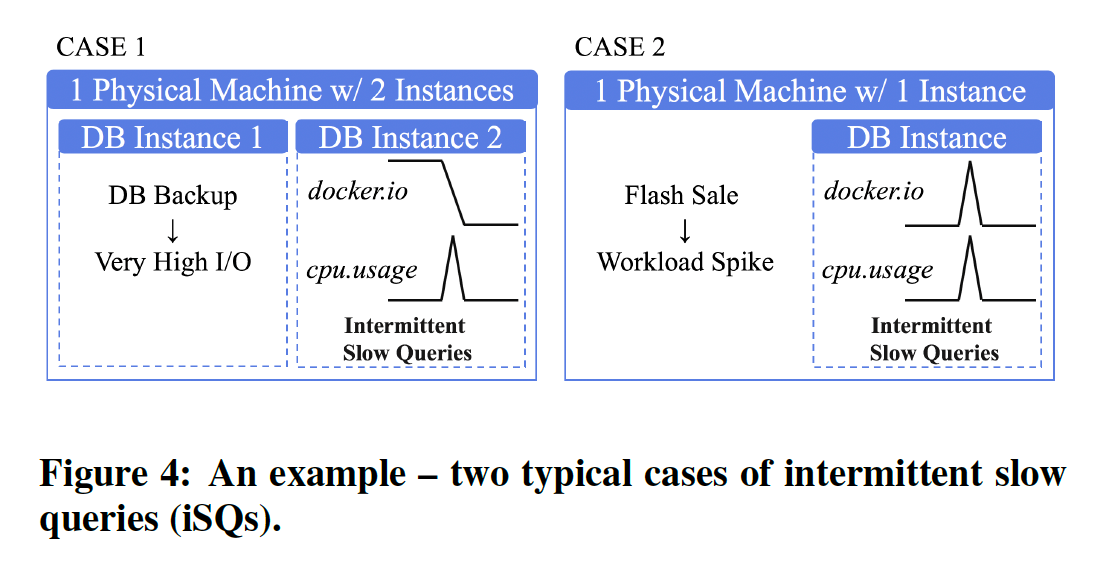 CASE 1
1 Physical Machine w/ 2 Instances
DB Instance 1
DB Backup
↓
Very High I/O
DB Instance 2
docker.io
cpu.usage
Intermittent
Slow Queries
CASE 2
1 Physical Machine w/ 1 Instance
Flash Sale
↓
Workload Spike
DB Instance
docker.io
cpu.usage
Intermittent
Slow Queries
Figure 4: An example – two typical cases of intermittent slow
queries (iSQs).